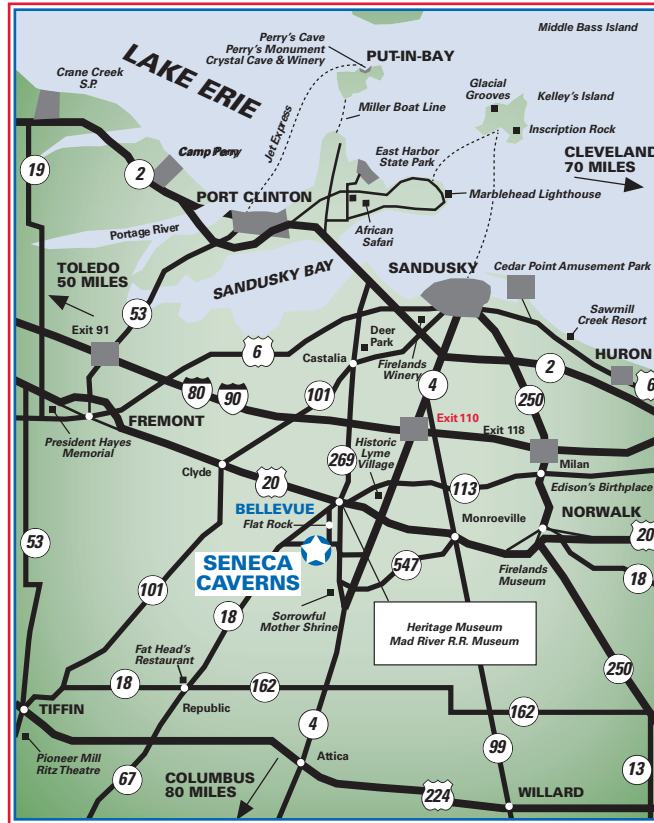 Middle Bass Island
Perry's Cave
Perry's Monument
Crystal Cave & Winery
PUT-IN-BAY
LAKE ERIE
Crane Creek
S.P.
Glacial
Grooves
Kelley's Island
Miller Boat Line
Jet Express
Inscription Rock
19
2
Camp Perry
East Harbor
State Park
CLEVELAND
70 MILES
PORT CLINTON
Marblehead Lighthouse
African
Safari
Portage River
TOLEDO
50 MILES
SANDUSKY BAY
SANDUSKY
Cedar Point Amusement Park
53
Exit 91
6
Deer
Park
Sawmill
Creek Resort
Castalia
Firelands
Winery
HURON
2
6
80
90
101
4
250
Exit 110
Exit 118
FREMONT
President Hayes
Memorial
Clyde
269
Historic
Lyme
Village
Milan
20
113
Edison's Birthplace
BELLEVUE
Flat Rock
Monroeville
NORWALK
20
53
SENECA
CAVERNS
547
Firelands
Museum
18
101
18
Sorrowful
Mother Shrine
Heritage Museum
Mad River R.R. Museum
Fat Head's
Restaurant
250
18
162
162
TIFFIN
Republic
4
Pioneer Mill
Ritz Theatre
99
Attica
67
COLUMBUS
80 MILES
13
224
WILLARD